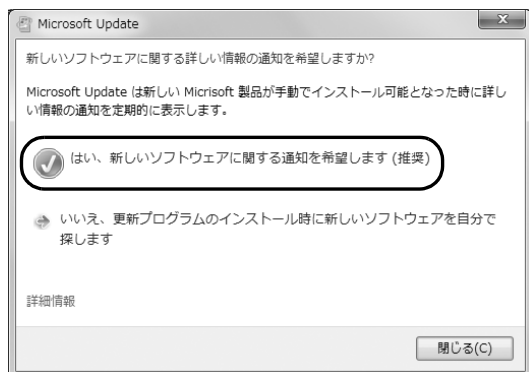 Microsoft Update
新しいソフトウェアに関する詳しい情報の通知を希望しますか?
Microsoft Update は新しい Micrisoft 製品が手動でインストール可能となった時に詳し
い情報の通知を定期的に表示します。
はい、新しいソフトウェアに関する通知を希望します (推奨)
いいえ、更新プログラムのインストール時に新しいソフトウェアを自分で
探します
詳細情報
閉じる(C)